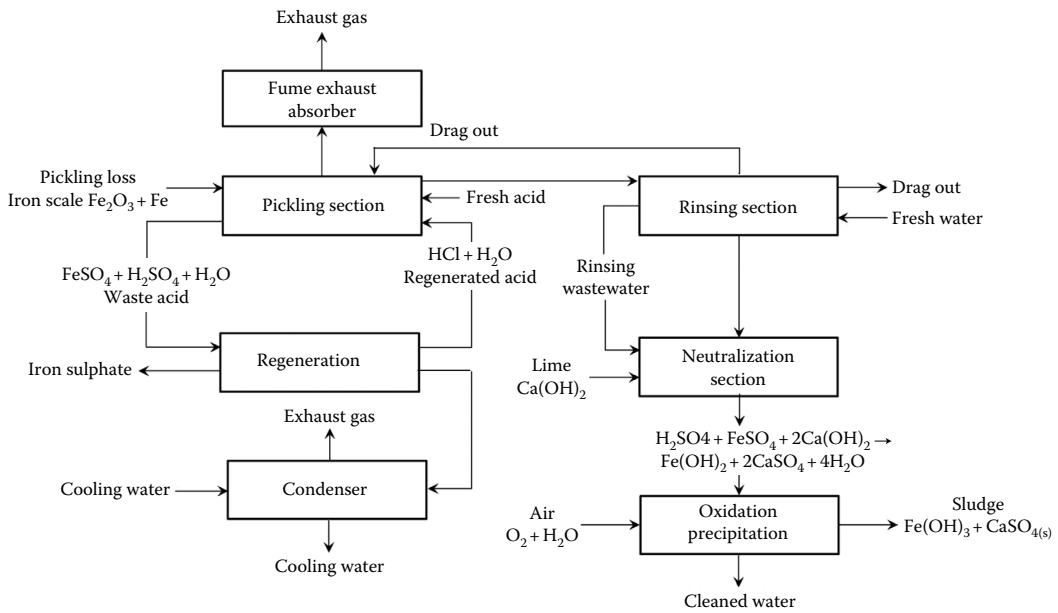 Exhaust gas
Fume exhaust
absorber
Drag out
Pickling loss
Iron scale Fe₂O₃ + Fe
Pickling section
Fresh acid
Rinsing section
Drag out
Fresh water
FeSO₄ + H₂SO₄ + H₂O
Waste acid
HCl + H₂O
Regenerated acid
Rinsing
wastewater
Regeneration
Iron sulphate
Lime
Ca(OH)₂
Neutralization
section
Exhaust gas
H₂SO4 + FeSO₄ + 2Ca(OH)₂ →
Fe(OH)₂ + 2CaSO₄ + 4H₂O
Cooling water
Condenser
Air
O₂ + H₂O
Oxidation
precipitation
Sludge
Fe(OH)₃ + CaSO₄₍ₛ₎
Cooling water
Cleaned water